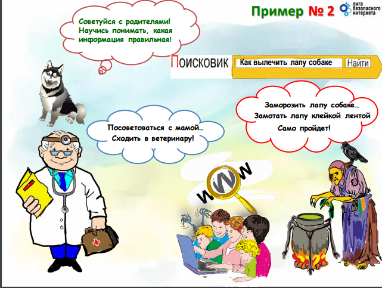 Советуйся с родителями!
Научись понимать, какая
информация правильная!
Пример № 2
лига
безопасного
интернета
Поисковик
Как вылечить лапу собаке
Найти
Посоветоваться с мамой…
Сходить в ветеринару!
Заморозить лапу собаке…
Замотать лапу клейкой лентой
Само пройдет!
WWW